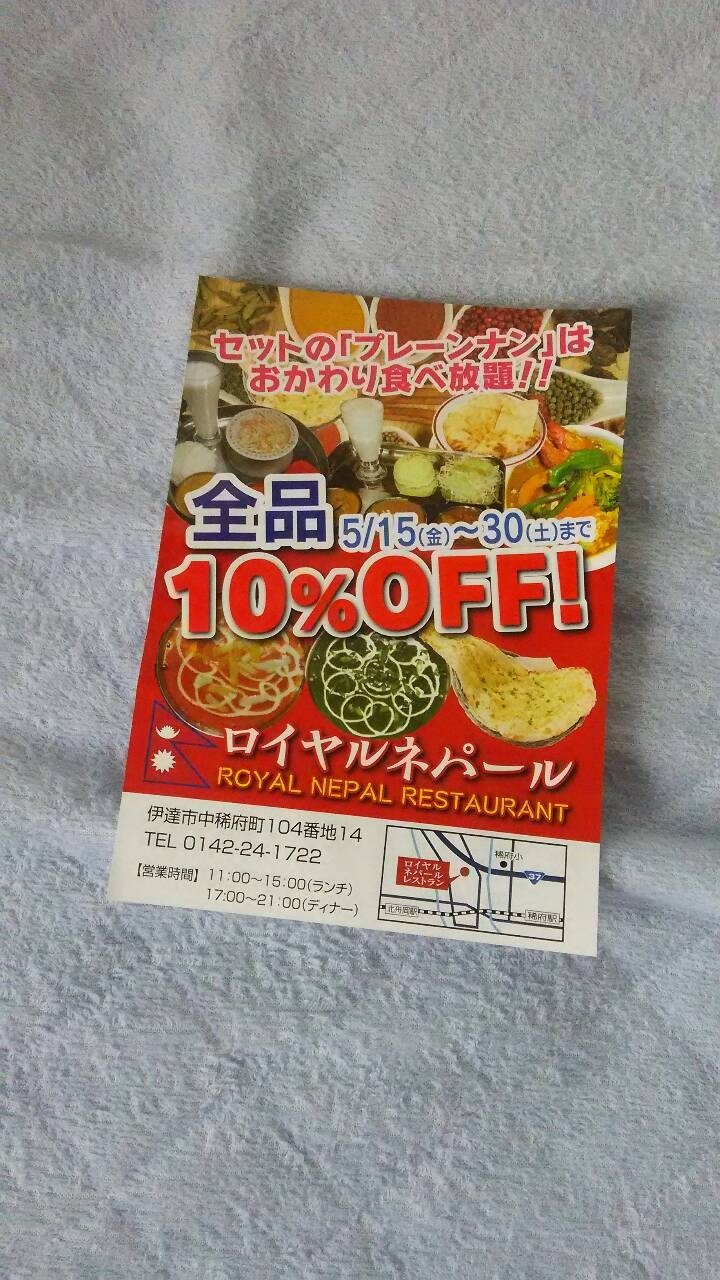 セットの「プレーンナン」は
おかわり食べ放題!!
全品 5/15(金)〜30(土)まで
10%OFF!
ロイヤルネパール
ROYAL NEPAL RESTAURANT
伊達市中稀府町104番地14
TEL 0142-24-1722
【営業時間】 11:00〜15:00(ランチ)
17:00〜21:00(ディナー)
ロイヤル
ネパール
レストラン
稀府小
37
北舟岡駅
稀府駅